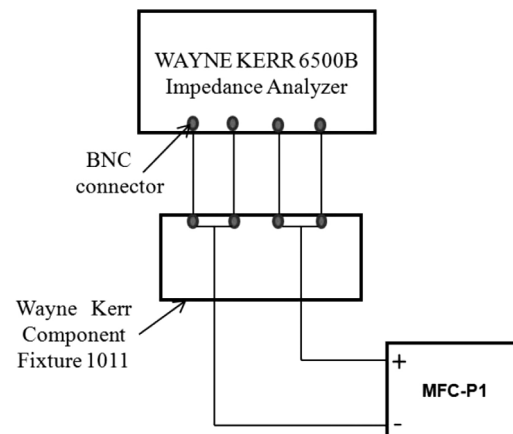 WAYNE KERR 6500B
Impedance Analyzer
BNC
connector
Wayne Kerr
Component
Fixture 1011
+
MFC-P1
-